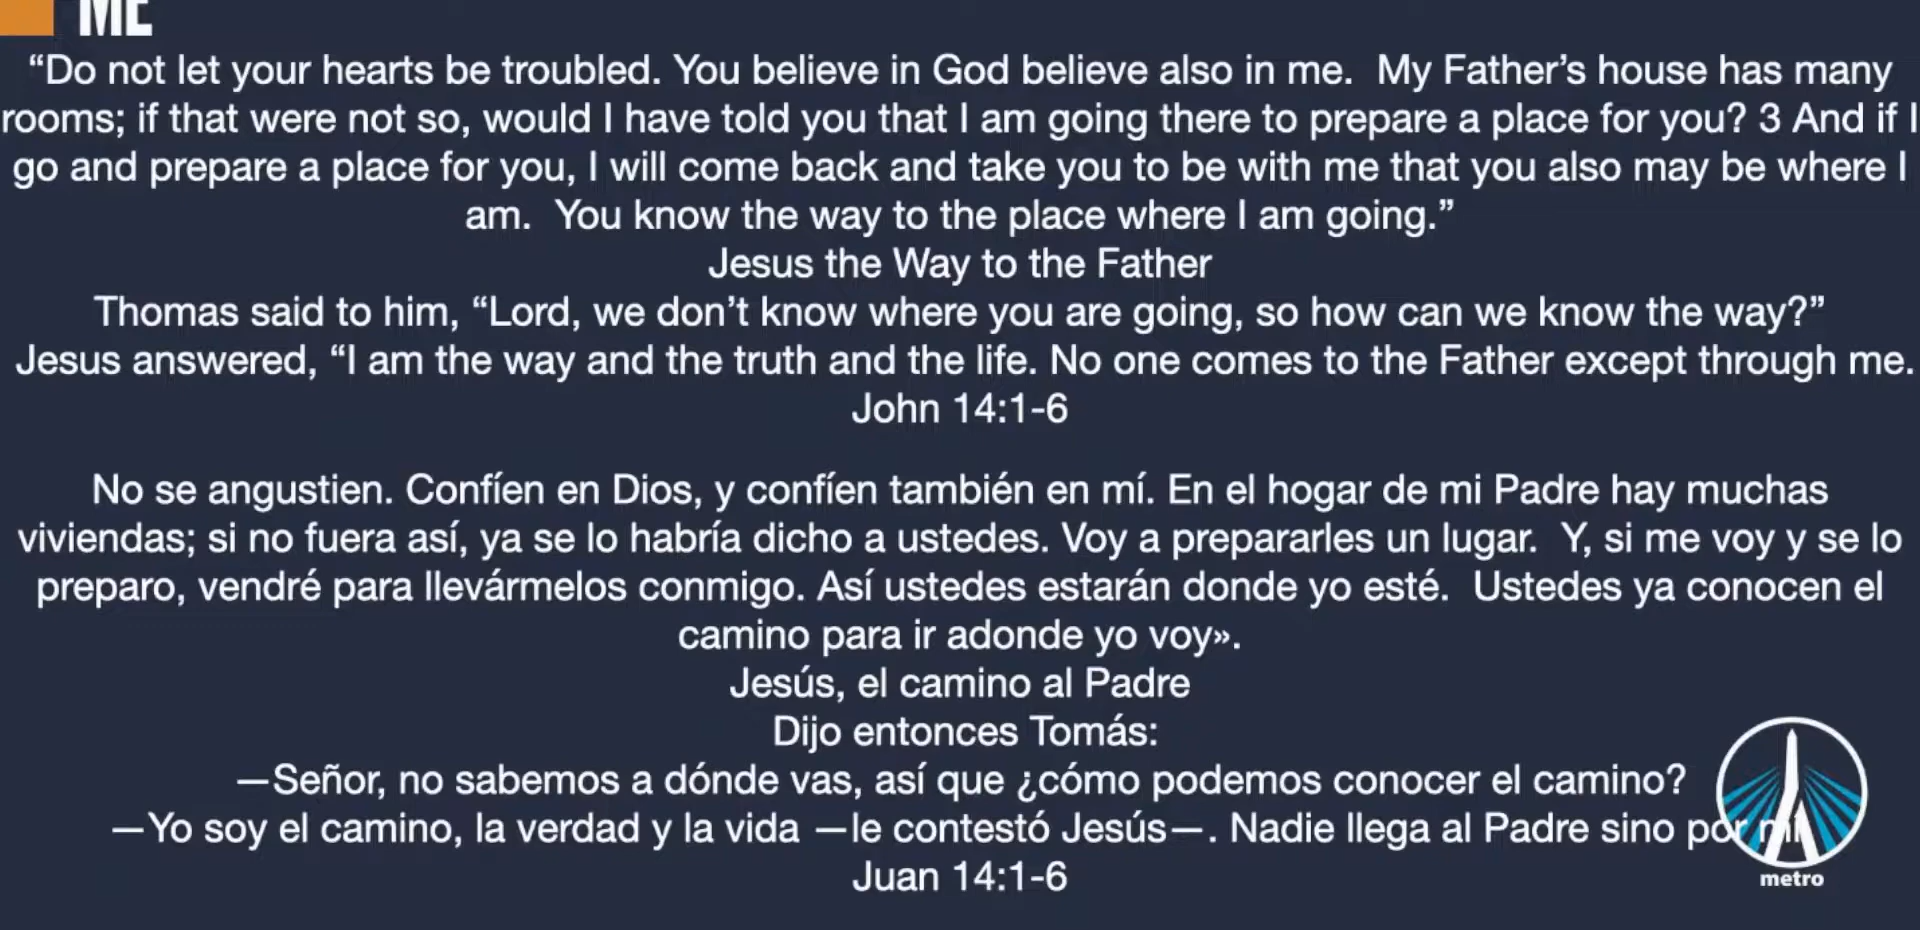 ME
“Do not let your hearts be troubled. You believe in God believe also in me.  My Father’s house has many
rooms; if that were not so, would I have told you that I am going there to prepare a place for you? 3 And if I
go and prepare a place for you, I will come back and take you to be with me that you also may be where I
am.  You know the way to the place where I am going.”
Jesus the Way to the Father
Thomas said to him, “Lord, we don’t know where you are going, so how can we know the way?”
Jesus answered, “I am the way and the truth and the life. No one comes to the Father except through me.
John 14:1-6
No se angustien. Confíen en Dios, y confíen también en mí. En el hogar de mi Padre hay muchas
viviendas; si no fuera así, ya se lo habría dicho a ustedes. Voy a prepararles un lugar.  Y, si me voy y se lo
preparo, vendré para llevármelos conmigo. Así ustedes estarán donde yo esté.  Ustedes ya conocen el
camino para ir adonde yo voy».
Jesús, el camino al Padre
Dijo entonces Tomás:
—Señor, no sabemos a dónde vas, así que ¿cómo podemos conocer el camino?
—Yo soy el camino, la verdad y la vida —le contestó Jesús—. Nadie llega al Padre sino por
Juan 14:1-6
metro